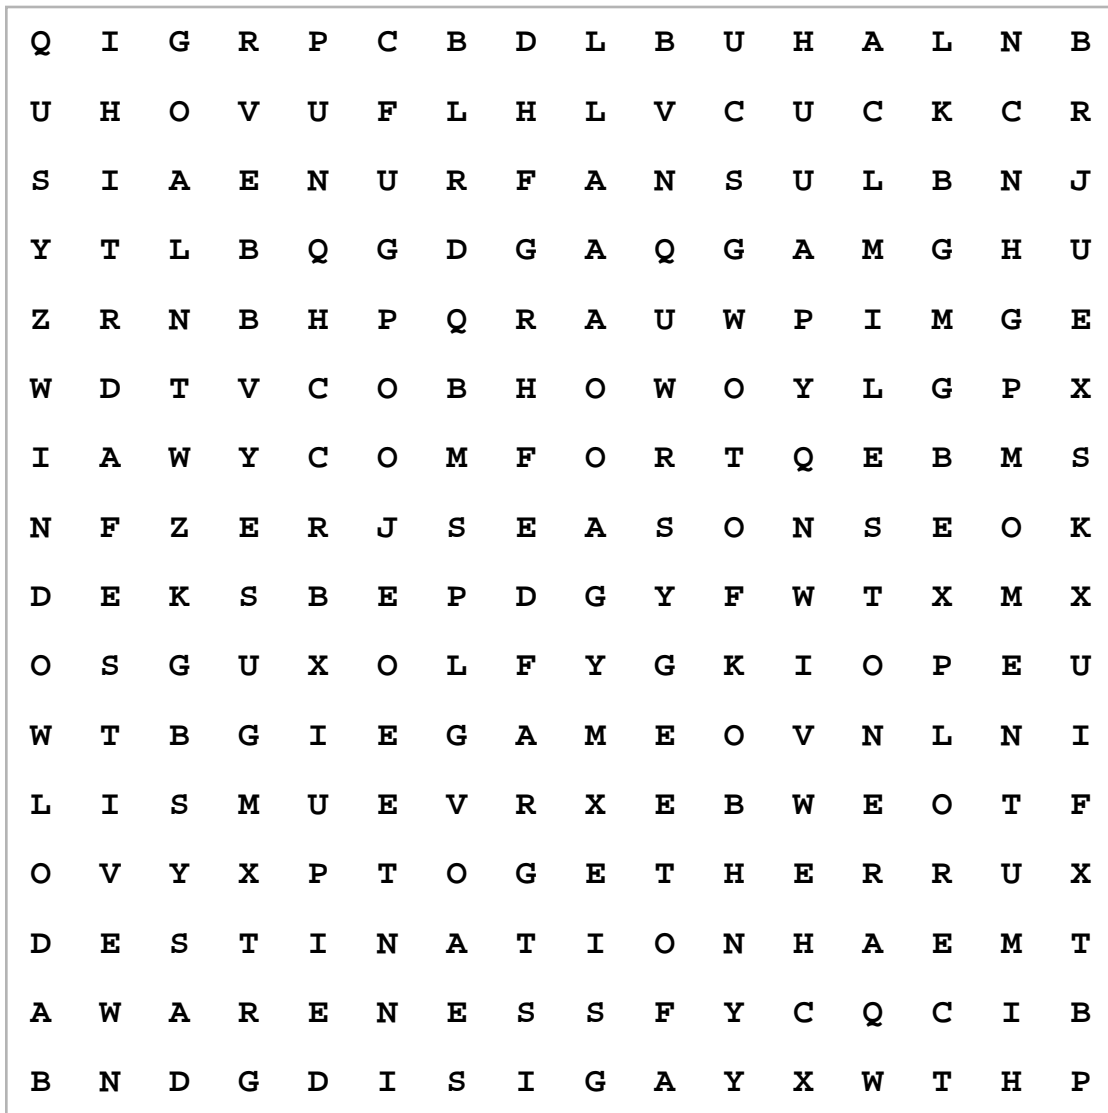 Q I G R P C B D L B U H A L N B
U H O V U F L H L V C U C K C R
S I A E N U R F A N S U L B N J
Y T L B Q G D G A Q G A M G H U
Z R N B H P Q R A U W P I M G E
W D T V C O B H O W O Y L G P X
I A W Y C O M F O R T Q E B M S
N F Z E R J S E A S O N S E O K
D E K S B E P D G Y F W T X M X
O S G U X O L F Y G K I O P E U
W T B G I E G A M E O V N L N I
L I S M U E V R X E B W E O T F
O V Y X P T O G E T H E R R U X
D E S T I N A T I O N H A E M T
A W A R E N E S S F Y C Q C I B
B N D G D I S I G A Y X W T H P